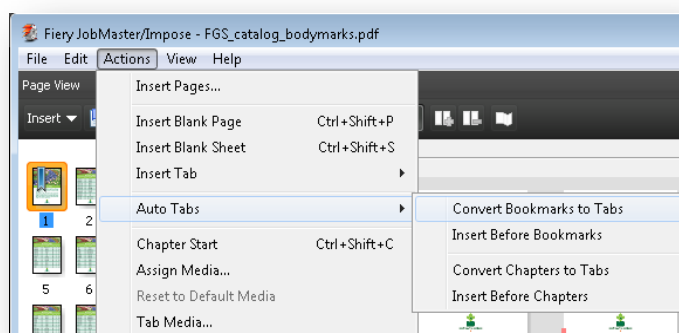 Fiery JobMaster/Impose - FGS_catalog_bodymarks.pdf
File Edit Actions View Help
Page View
Insert
Insert Pages...
Insert Blank Page Ctrl+Shift+P
Insert Blank Sheet Ctrl+Shift+S
Insert Tab
Auto Tabs
Convert Bookmarks to Tabs
Insert Before Bookmarks
Chapter Start Ctrl+Shift+C
Convert Chapters to Tabs
Assign Media...
Insert Before Chapters
Reset to Default Media
Tab Media...
1 2
5 6